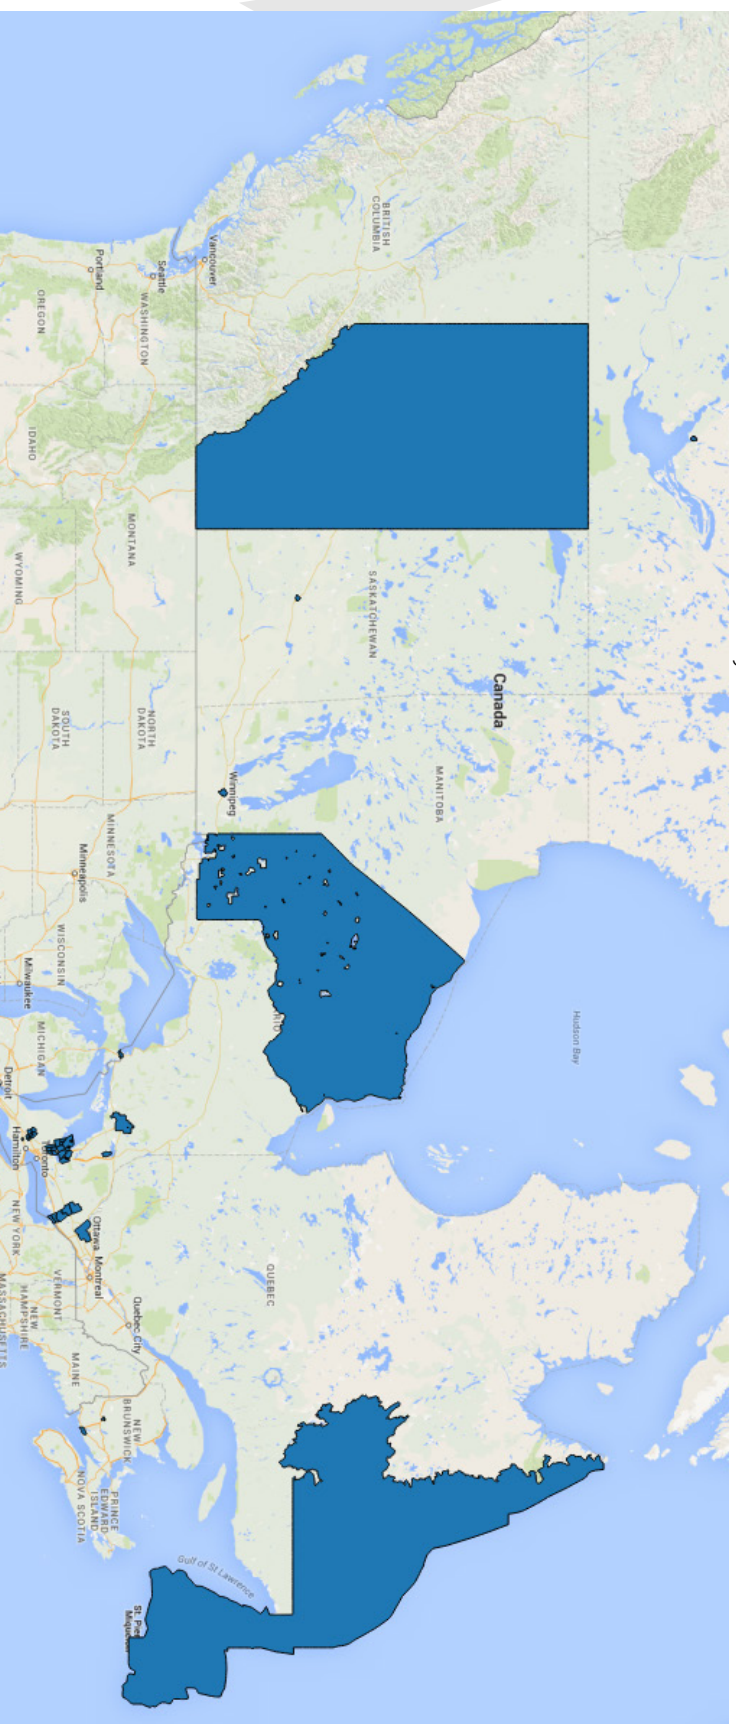 BRITISH
COLUMBIA
Vancouver
Seattle
Portland
WASHINGTON
OREGON
IDAHO
MONTANA
WYOMING
SASKATCHEWAN
Canada
NORTH
DAKOTA
SOUTH
DAKOTA
Winnipeg
MANITOBA
MINNESOTA
Minneapolis
WISCONSIN
Milwaukee
MICHIGAN
Hudson Bay
Detroit
Toronto
Hamilton
NEW YORK
Ottawa
Montreal
VERMONT
NEW
HAMPSHIRE
MASSACHUSETTS
QUEBEC
Quebec City
MAINE
NEW
BRUNSWICK
NOVA SCOTIA
PRINCE
EDWARD
ISLAND
Gulf of St Lawrence